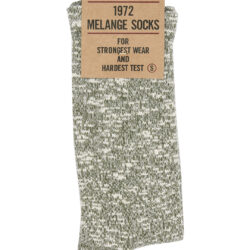 1972
MELANGE SOCKS
FOR
STRONGEST WEAR
AND
HARDEST TEST Ⓢ